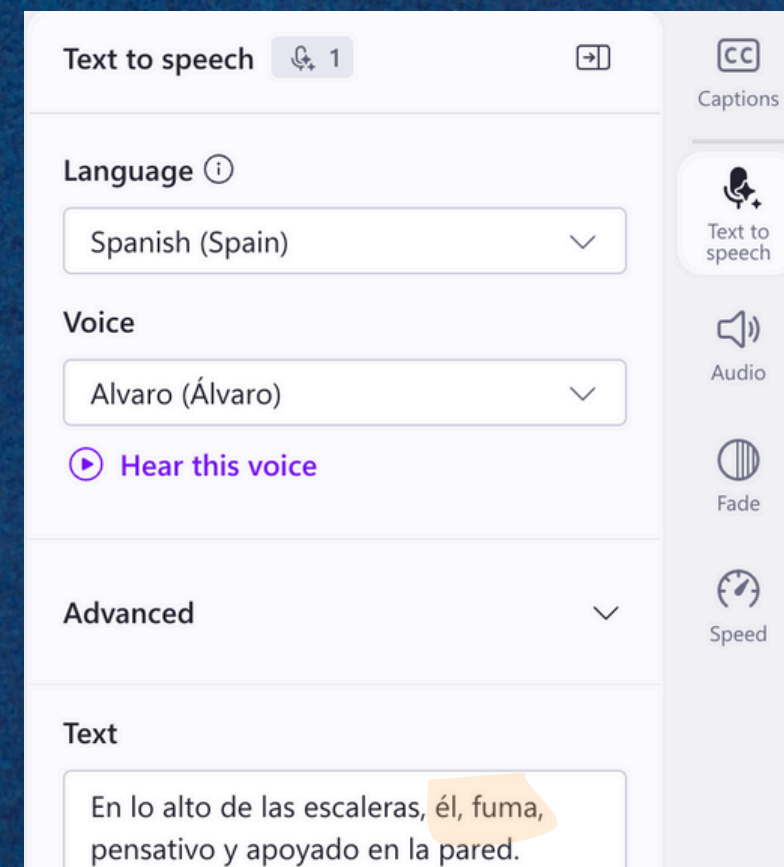 Text to speech 1
Language
Spanish (Spain)
Voice
Alvaro (Álvaro)
Hear this voice
Advanced
Text
En lo alto de las escaleras, él, fuma,
pensativo y apoyado en la pared.
CC
Captions
Text to
speech
Audio
Fade
Speed